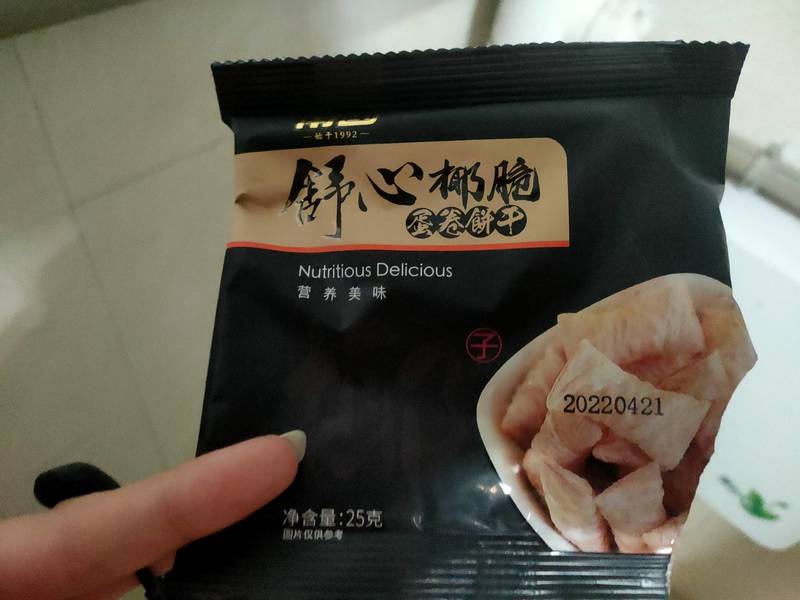 —始于1992—
舒心椰脆
蛋卷餅干
Nutritious Delicious
营养美味
子
20220421
净含量:25克
图片仅供参考